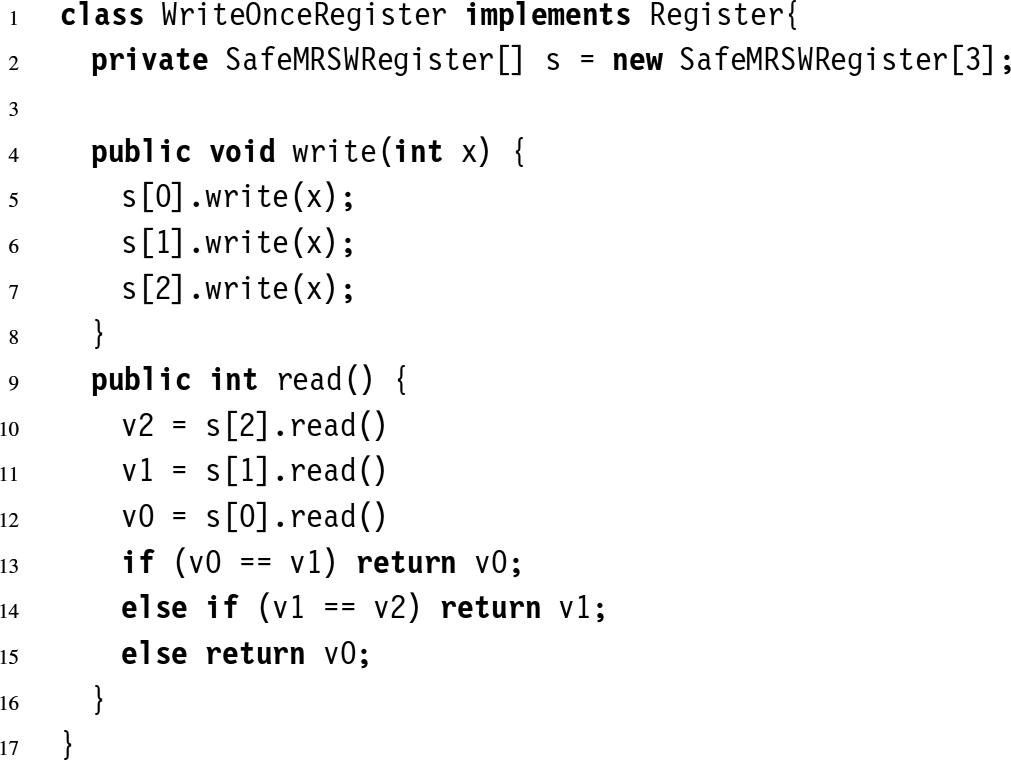 1 class WriteOnceRegister implements Register{
2 private SafeMRSWRegister[] s = new SafeMRSWRegister[3];
3
4 public void write(int x) {
5 s[0].write(x);
6 s[1].write(x);
7 s[2].write(x);
8 }
9 public int read() {
10 v2 = s[2].read()
11 v1 = s[1].read()
12 v0 = s[0].read()
13 if (v0 == v1) return v0;
14 else if (v1 == v2) return v1;
15 else return v0;
16 }
17 }